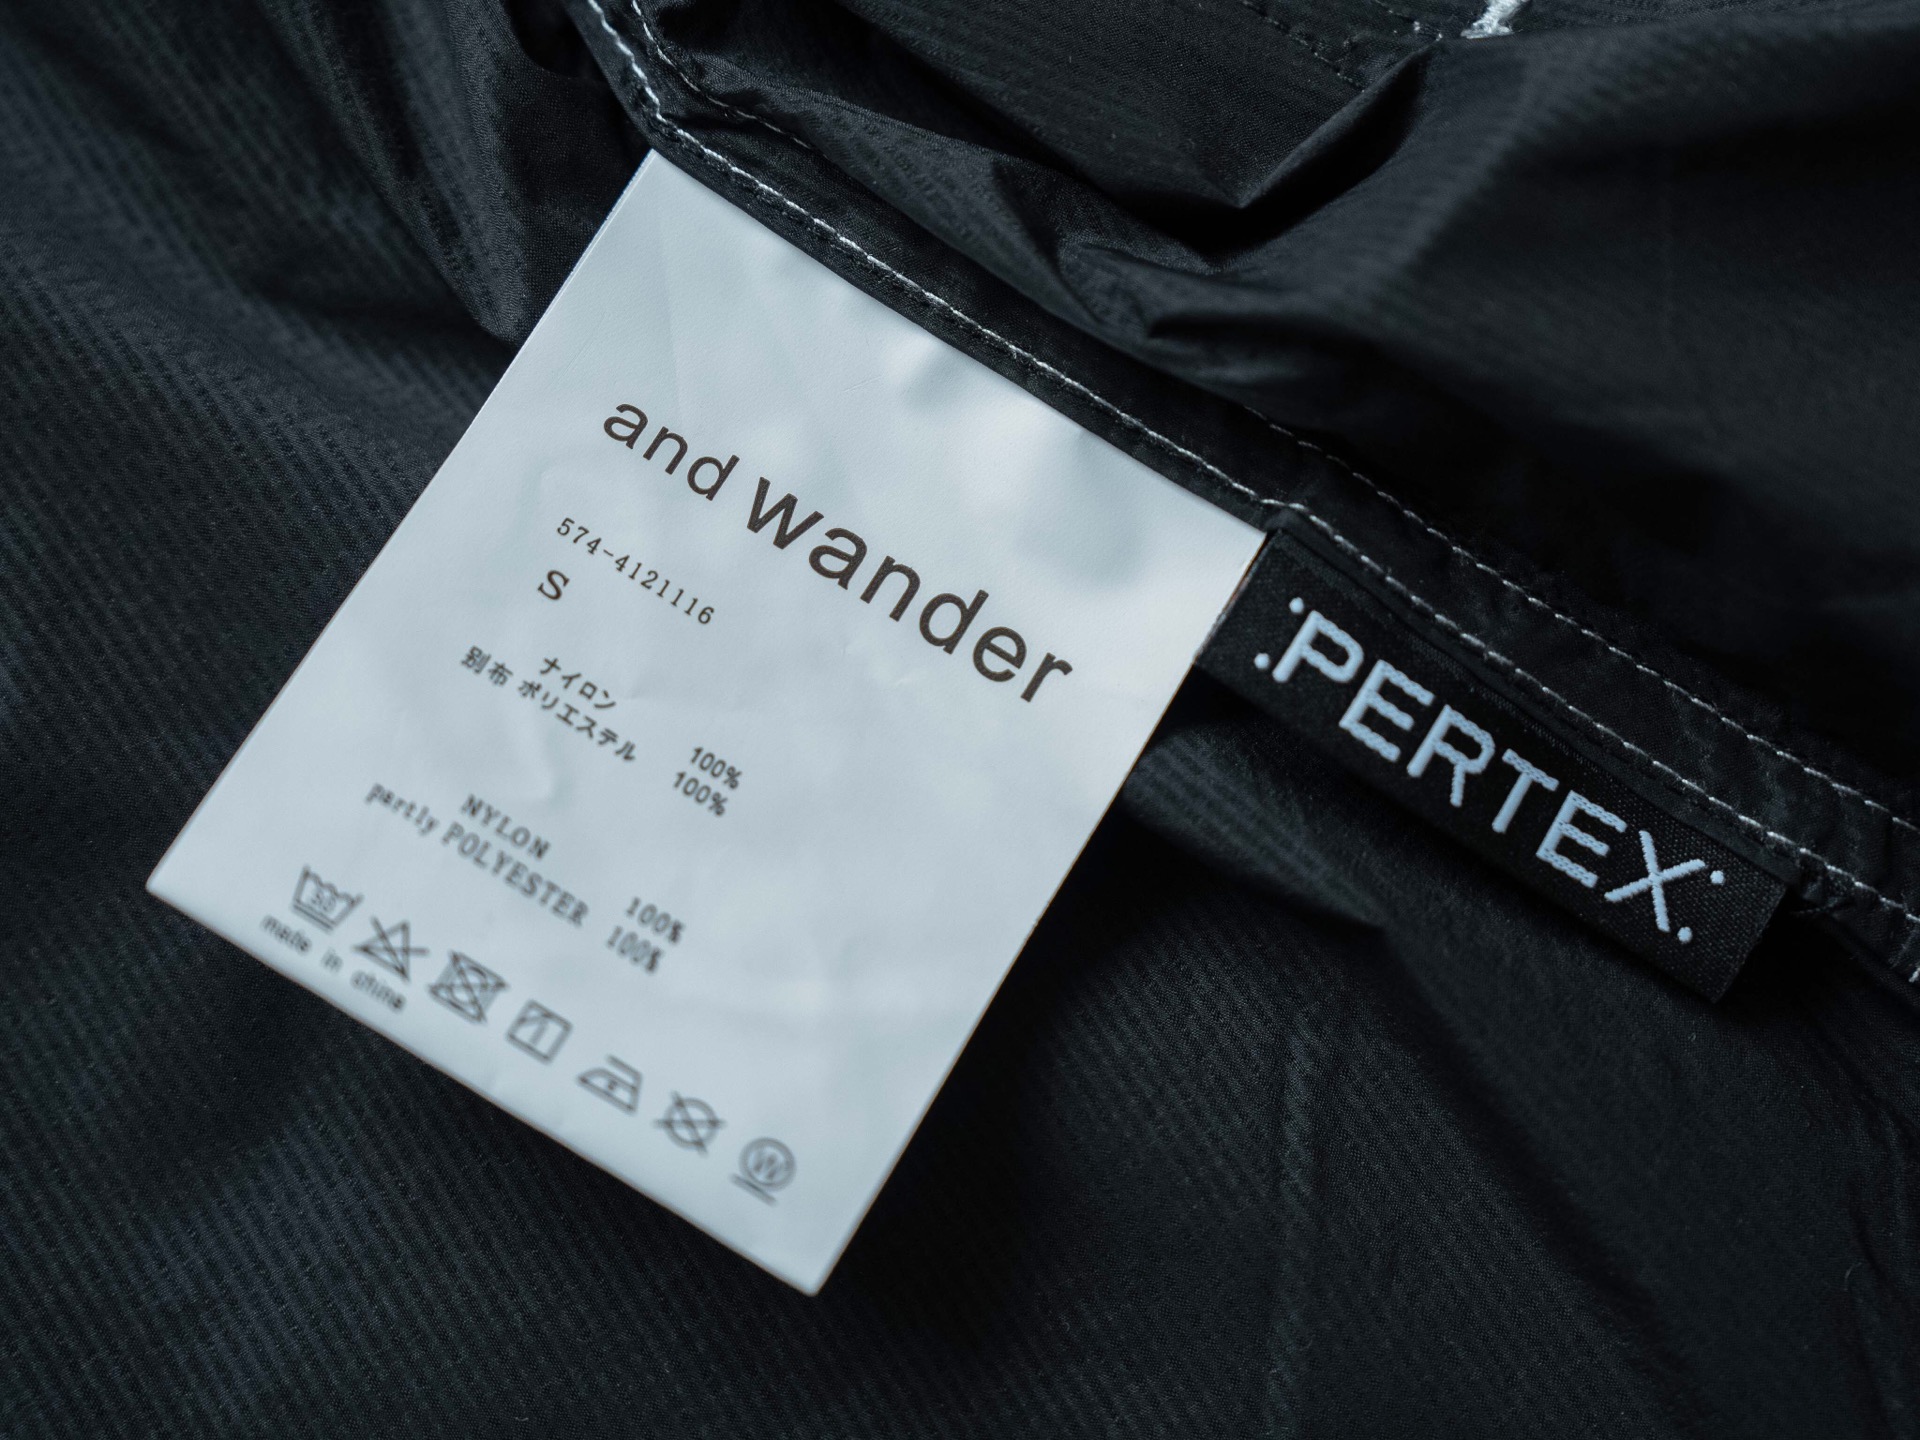 and wander
574-4121116
S
ナイロン 100%
別布 ポリエステル 100%
NYLON 100%
partly POLYESTER 100%
made in china
W
PERTEX